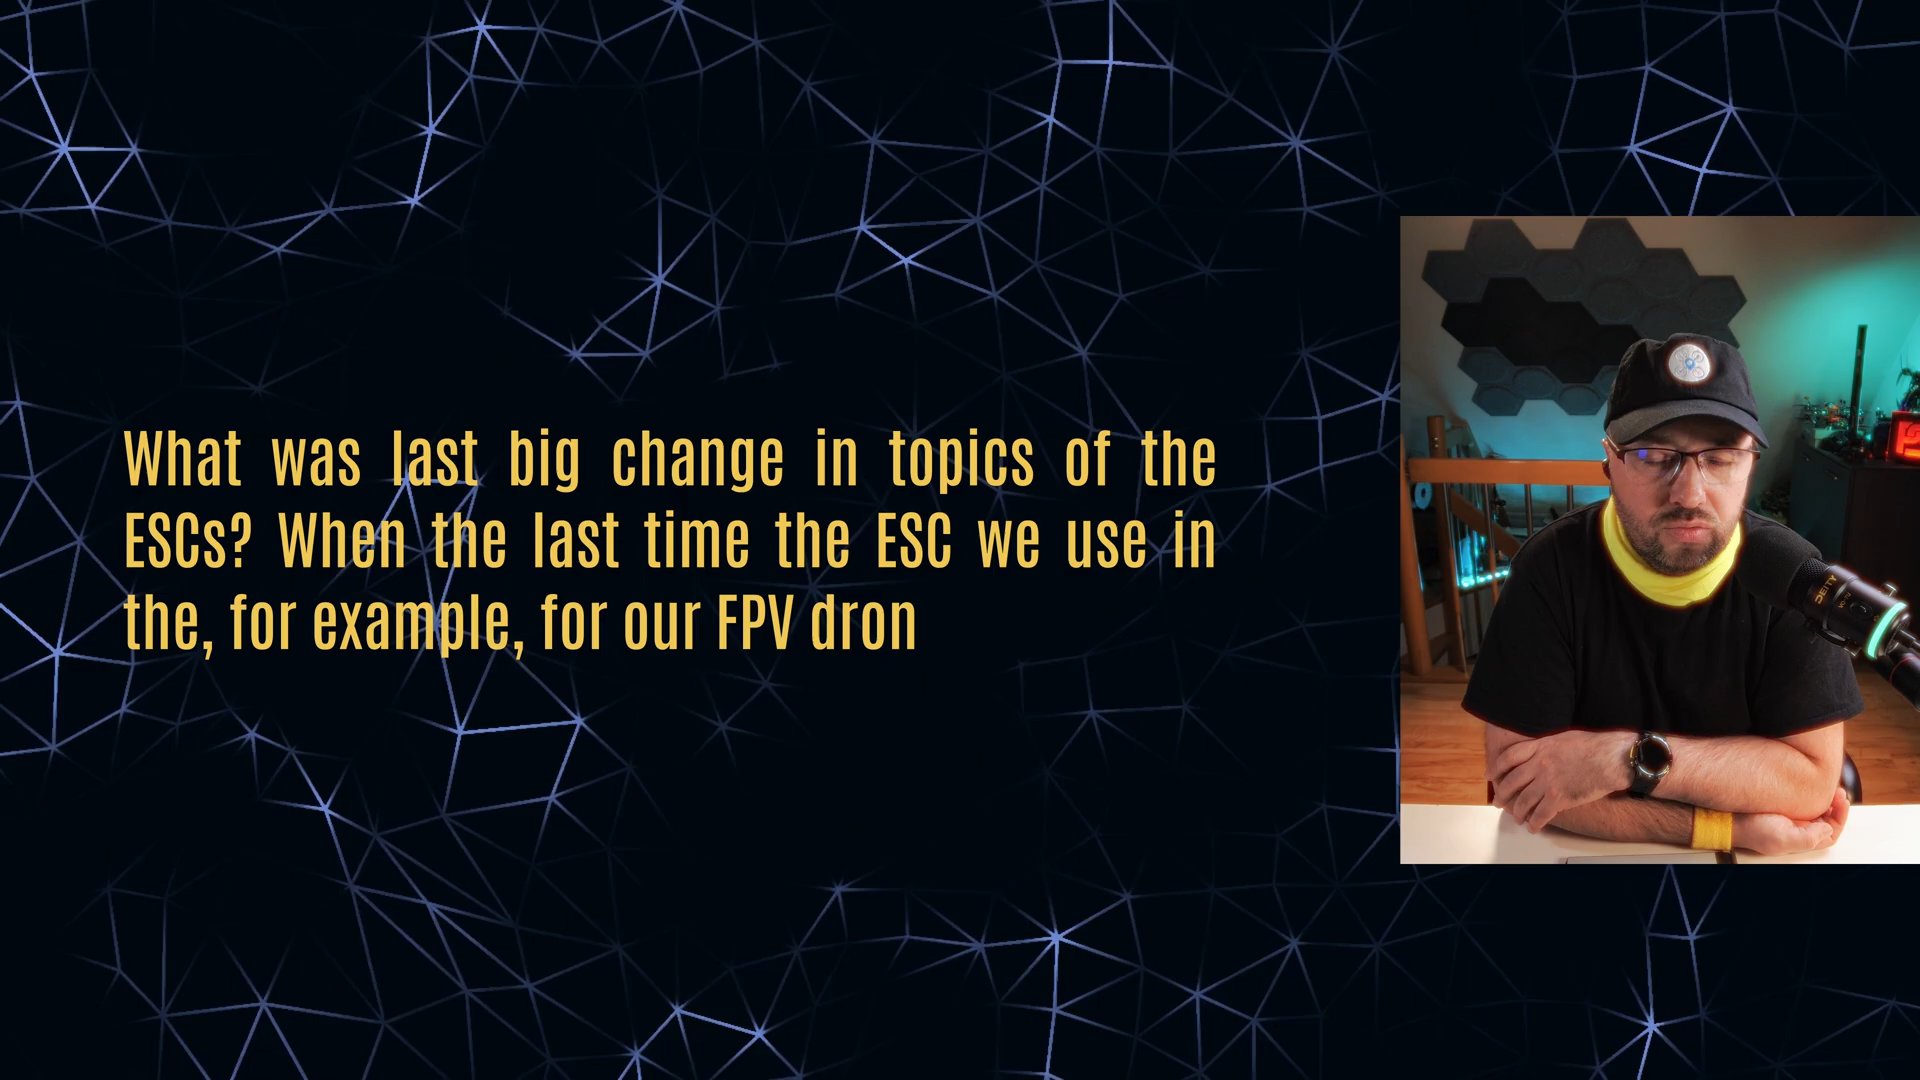 What was last big change in topics of the
ESCs? When the last time the ESC we use in
the, for example, for our FPV dron
DEITY